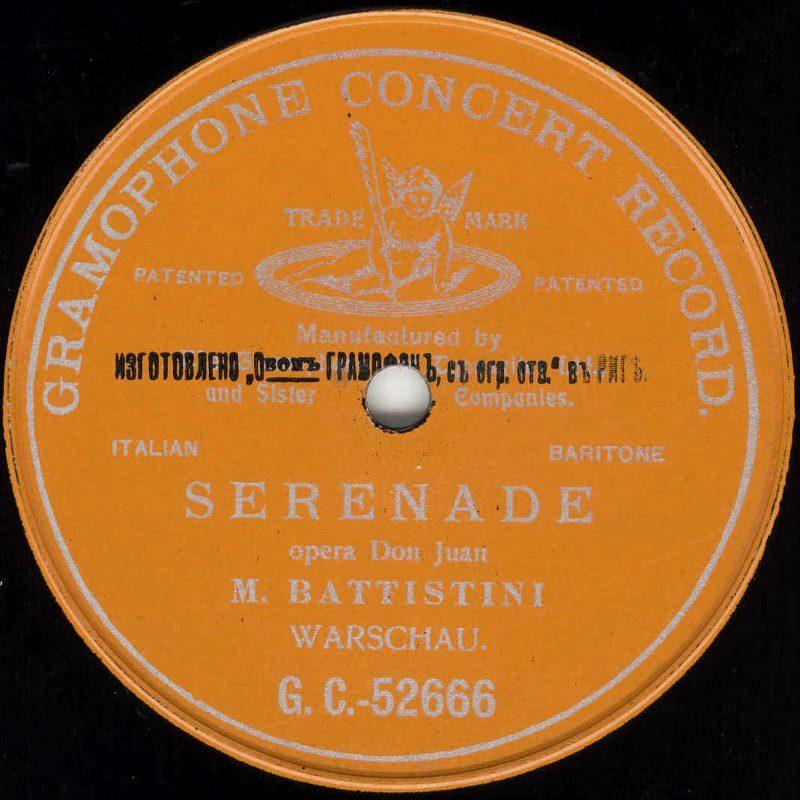 GRAMOPHONE CONCERT RECORD.
TRADE MARK
PATENTED PATENTED
Manufactured by
ИЗГОТОВЛЕНО „Овомъ ГРАМОФОНЪ, съ огр. отв.“ въ РИГѢ.
and Sister Companies.
ITALIAN BARITONE
SERENADE
opera Don Juan
M. BATTISTINI
WARSCHAU.
G. C.-52666